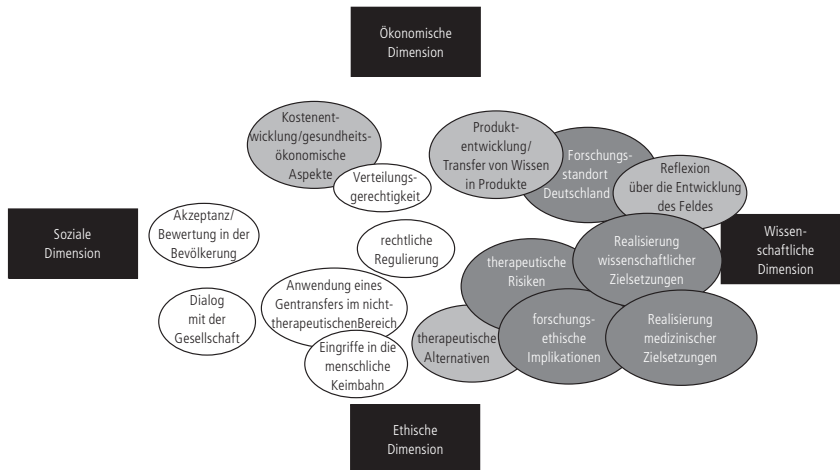 Ökonomische
Dimension
Kostenent-
wicklung/gesundheits-
ökonomische
Aspekte
Verteilungs-
gerechtigkeit
Produkt-
entwicklung/
Transfer von Wissen
in Produkte
Forschungs-
standort
Deutschland
Reflexion
über die Entwicklung
des Feldes
Soziale
Dimension
Akzeptanz/
Bewertung in der
Bevölkerung
rechtliche
Regulierung
therapeutische
Risiken
Realisierung
wissenschaftlicher
Zielsetzungen
Wissen-
schaftliche
Dimension
Dialog
mit der
Gesellschaft
Anwendung eines
Gentransfers im nicht-
therapeutischenBereich
Eingriffe in die
menschliche
Keimbahn
therapeutische
Alternativen
forschungs-
ethische
Implikationen
Realisierung
medizinischer
Zielsetzungen
Ethische
Dimension